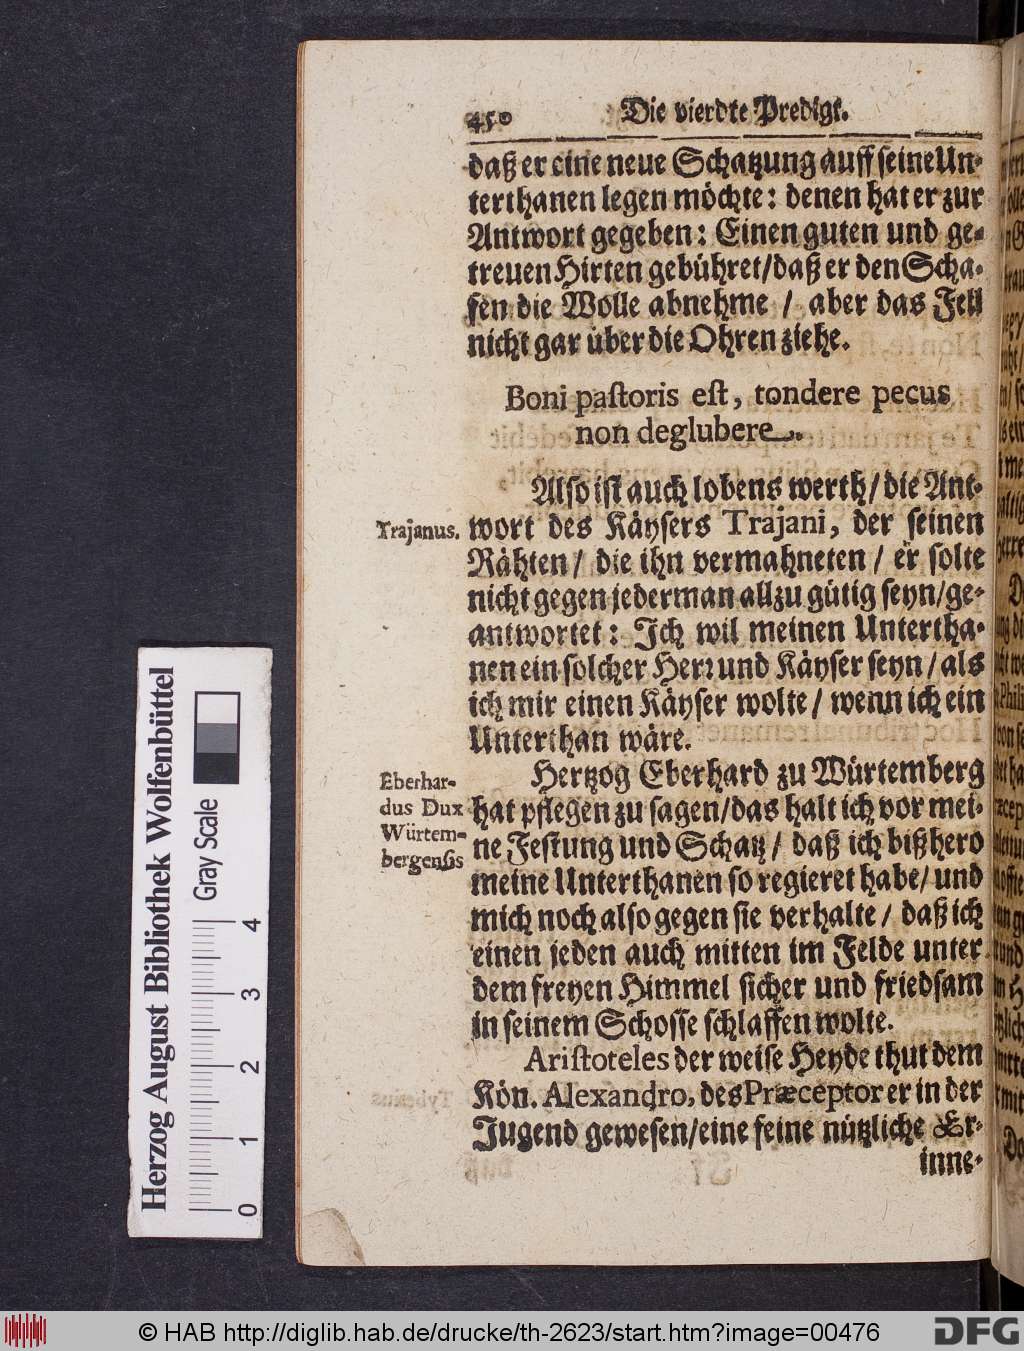 450 Die vierdte Predigt.
daß er eine neue Schatzung auff seine Un-
terthanen legen möchte: denen hat er zur
Antwort gegeben: Einen guten und ge-
treuen Hirten gebühret/daß er den Scha-
fen die Wolle abnehme / aber das Fell
nicht gar über die Ohren ziehe.
Boni paſtoris eſt, tondere pecus
non deglubere.
Also ist auch lobens werth/die Ant-
Trajanus. wort des Käysers Trajani, der seinen
Rähten/ die ihn vermahneten / er solte
nicht gegen jederman allzu gütig seyn/ge-
antwortet: Ich wil meinen Untertha-
nen ein solcher Herr und Käyser seyn/als
ich mir einen Käyser wolte/ wenn ich ein
Unterthan wäre.
Hertzog Eberhard zu Würtemberg
Eberhar-
dus Dux
Würtem-
bergenſis
hat pflegen zu sagen/das halt ich vor mei-
ne Festung und Schatz/ daß ich bißhero
meine Unterthanen so regieret habe/ und
mich noch also gegen sie verhalte/ daß ich
einen jeden auch mitten im Felde unter
dem freyen Himmel sicher und friedsam
in seinem Schosse schlaffen wolte.
Ariſtoteles der weise Heyde thut dem
Kön. Alexandro, des Præceptor er in der
Jugend gewesen/eine feine nützliche Er-
inne-
Herzog August Bibliothek Wolfenbüttel
Gray Scale
0 1 2 3 4
© HAB http://diglib.hab.de/drucke/th-2623/start.htm?image=00476
DFG